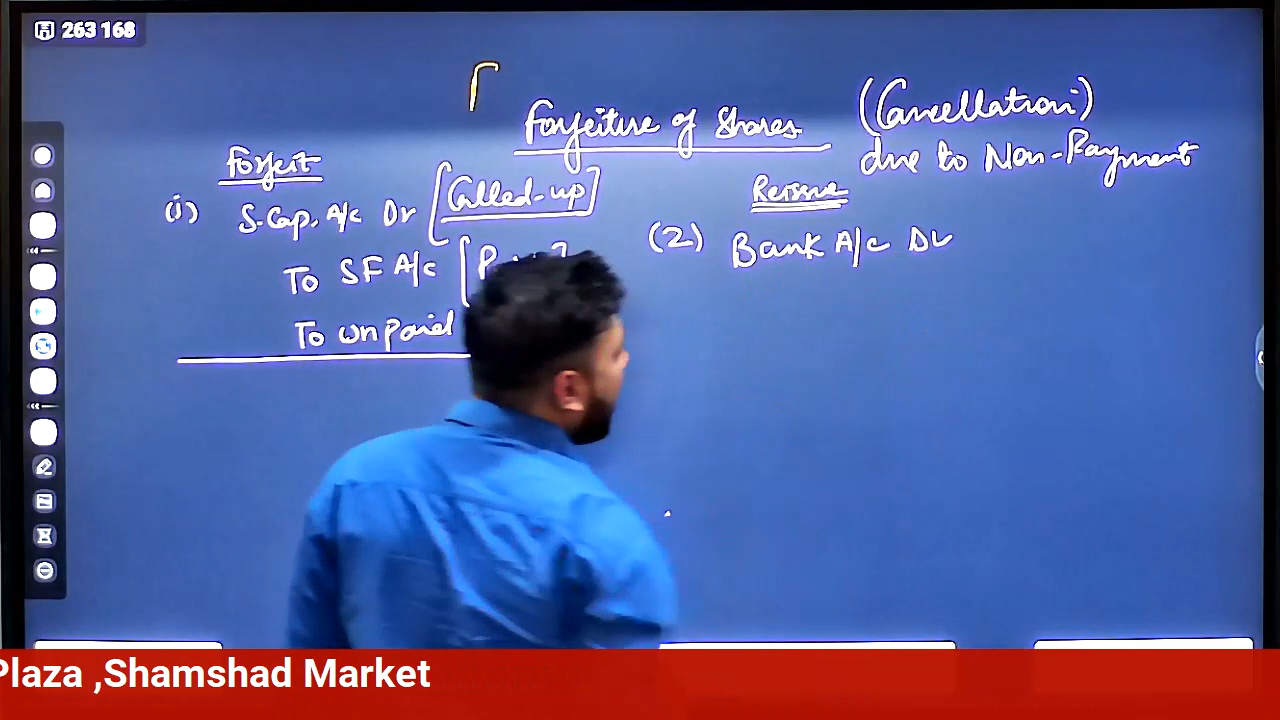 263 168
Forfeiture of Shares (Cancellation)
due to Non-Payment
Forfeit
(i) S.Cap. A/c Dr [Called-up]
To SF A/c [
To unpaid
Reissue
(2) Bank A/c Dr
Plaza ,Shamshad Market